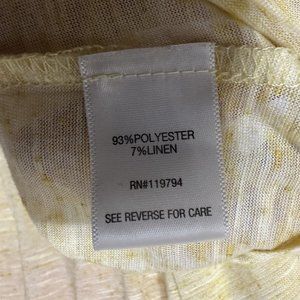 93%POLYESTER
7%LINEN
RN#119794
SEE REVERSE FOR CARE